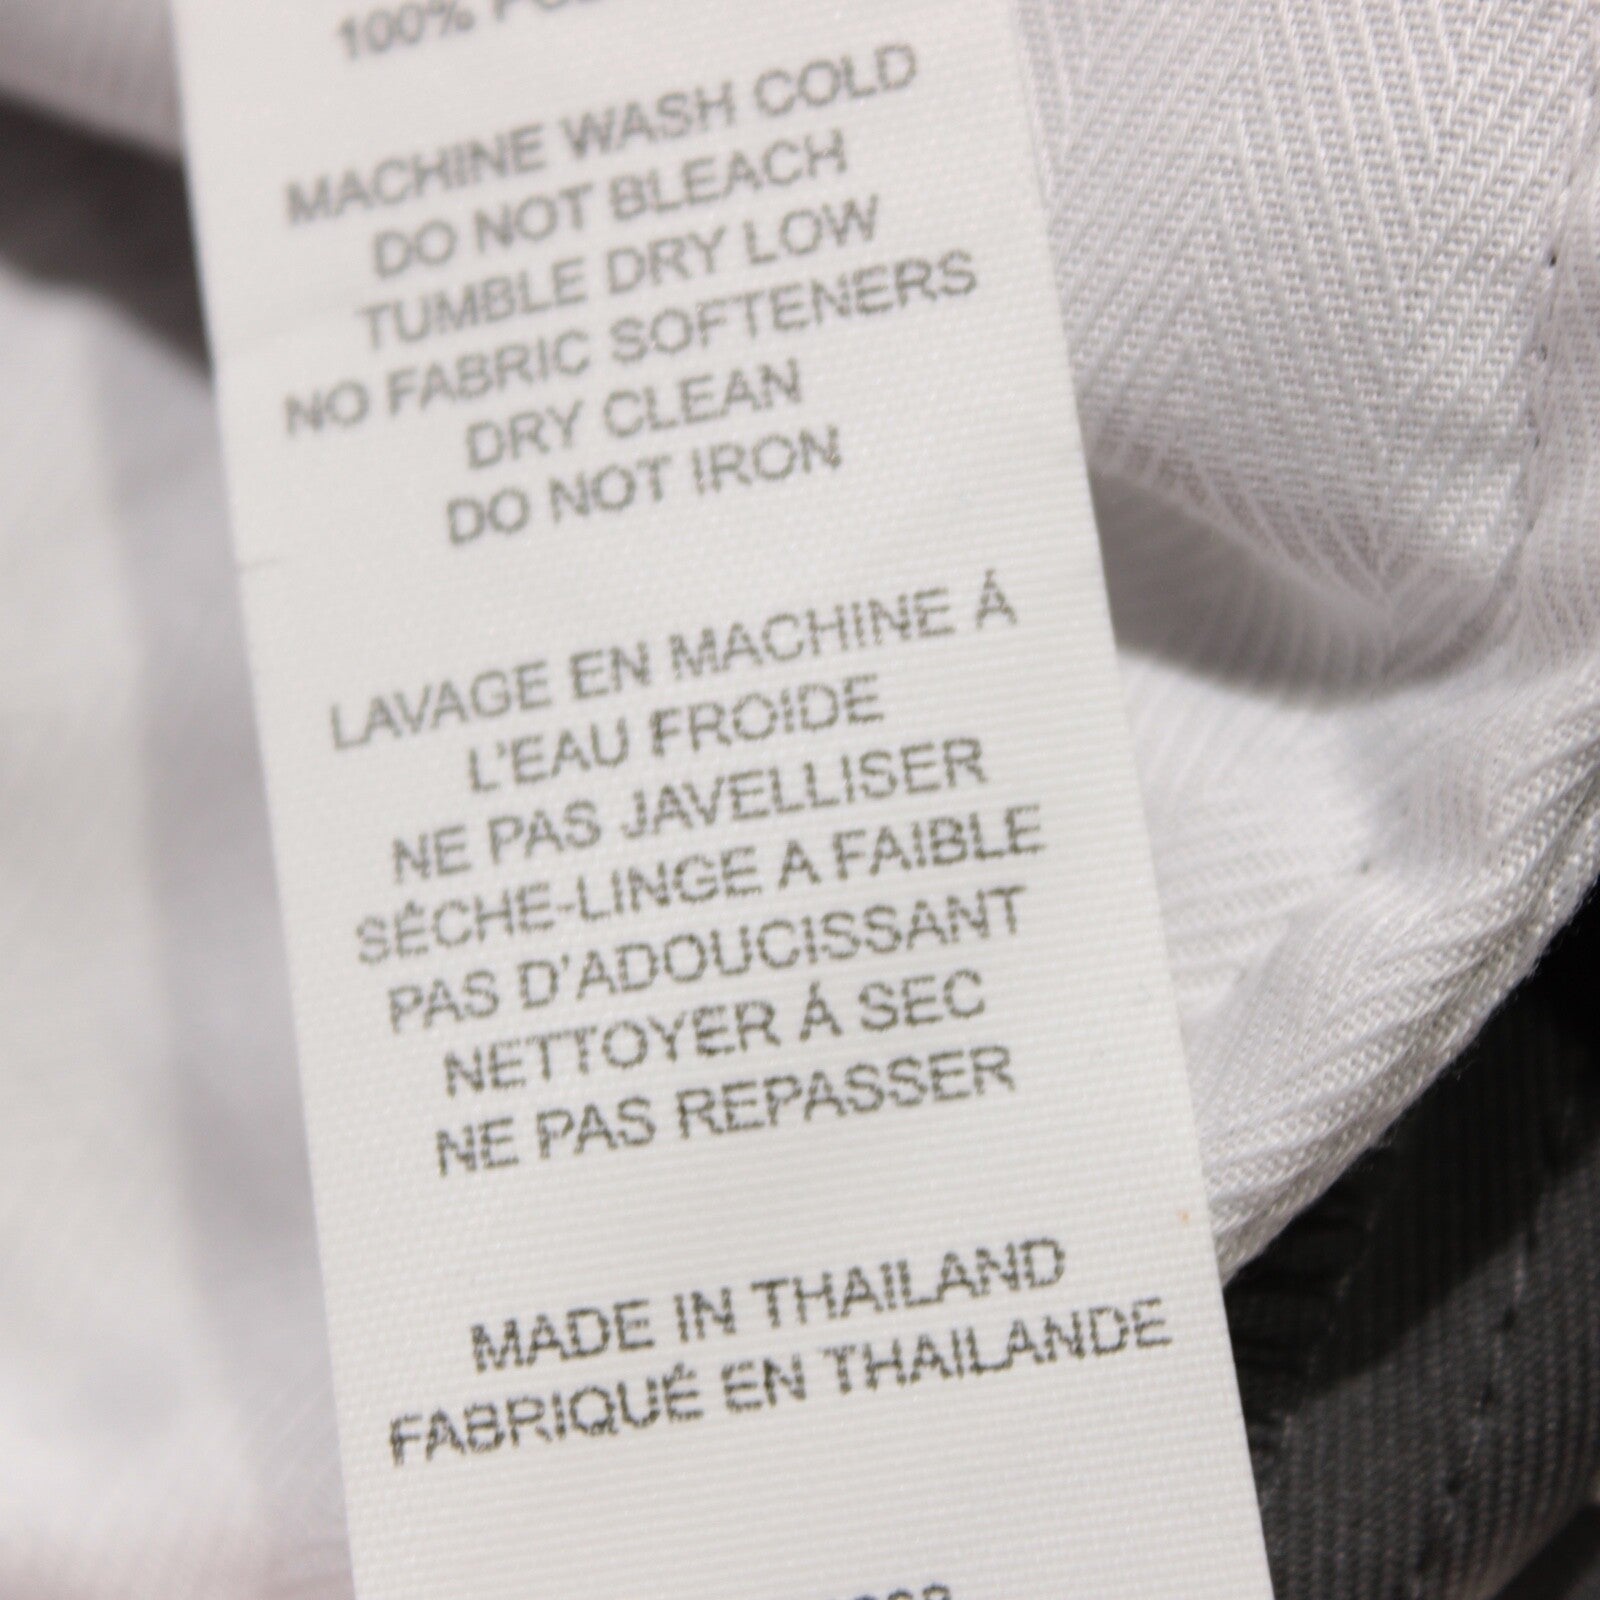 100%
MACHINE WASH COLD
DO NOT BLEACH
TUMBLE DRY LOW
NO FABRIC SOFTENERS
DRY CLEAN
DO NOT IRON
LAVAGE EN MACHINE Á
L'EAU FROIDE
NE PAS JAVELLISER
SÉCHE-LINGE A FAIBLE
PAS D'ADOUCISSANT
NETTOYER Á SEC
NE PAS REPASSER
MADE IN THAILAND
FABRIQUÉ EN THAILANDE